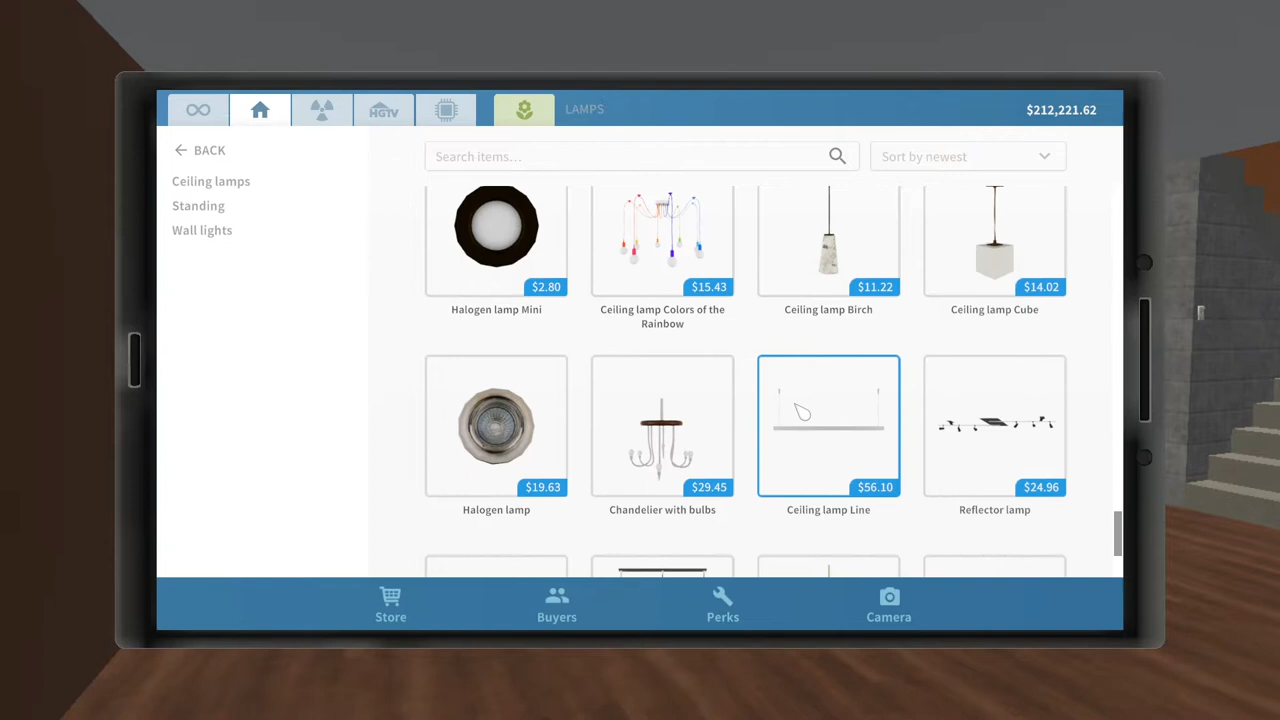 HGTV
LAMPS
$212,221.62
BACK
Search items...
Sort by newest
Ceiling lamps
Standing
Wall lights
$2.80
$15.43
$11.22
$14.02
Halogen lamp Mini
Ceiling lamp Colors of the
Rainbow
Ceiling lamp Birch
Ceiling lamp Cube
$19.63
$29.45
$56.10
$24.96
Halogen lamp
Chandelier with bulbs
Ceiling lamp Line
Reflector lamp
Store
Buyers
Perks
Camera